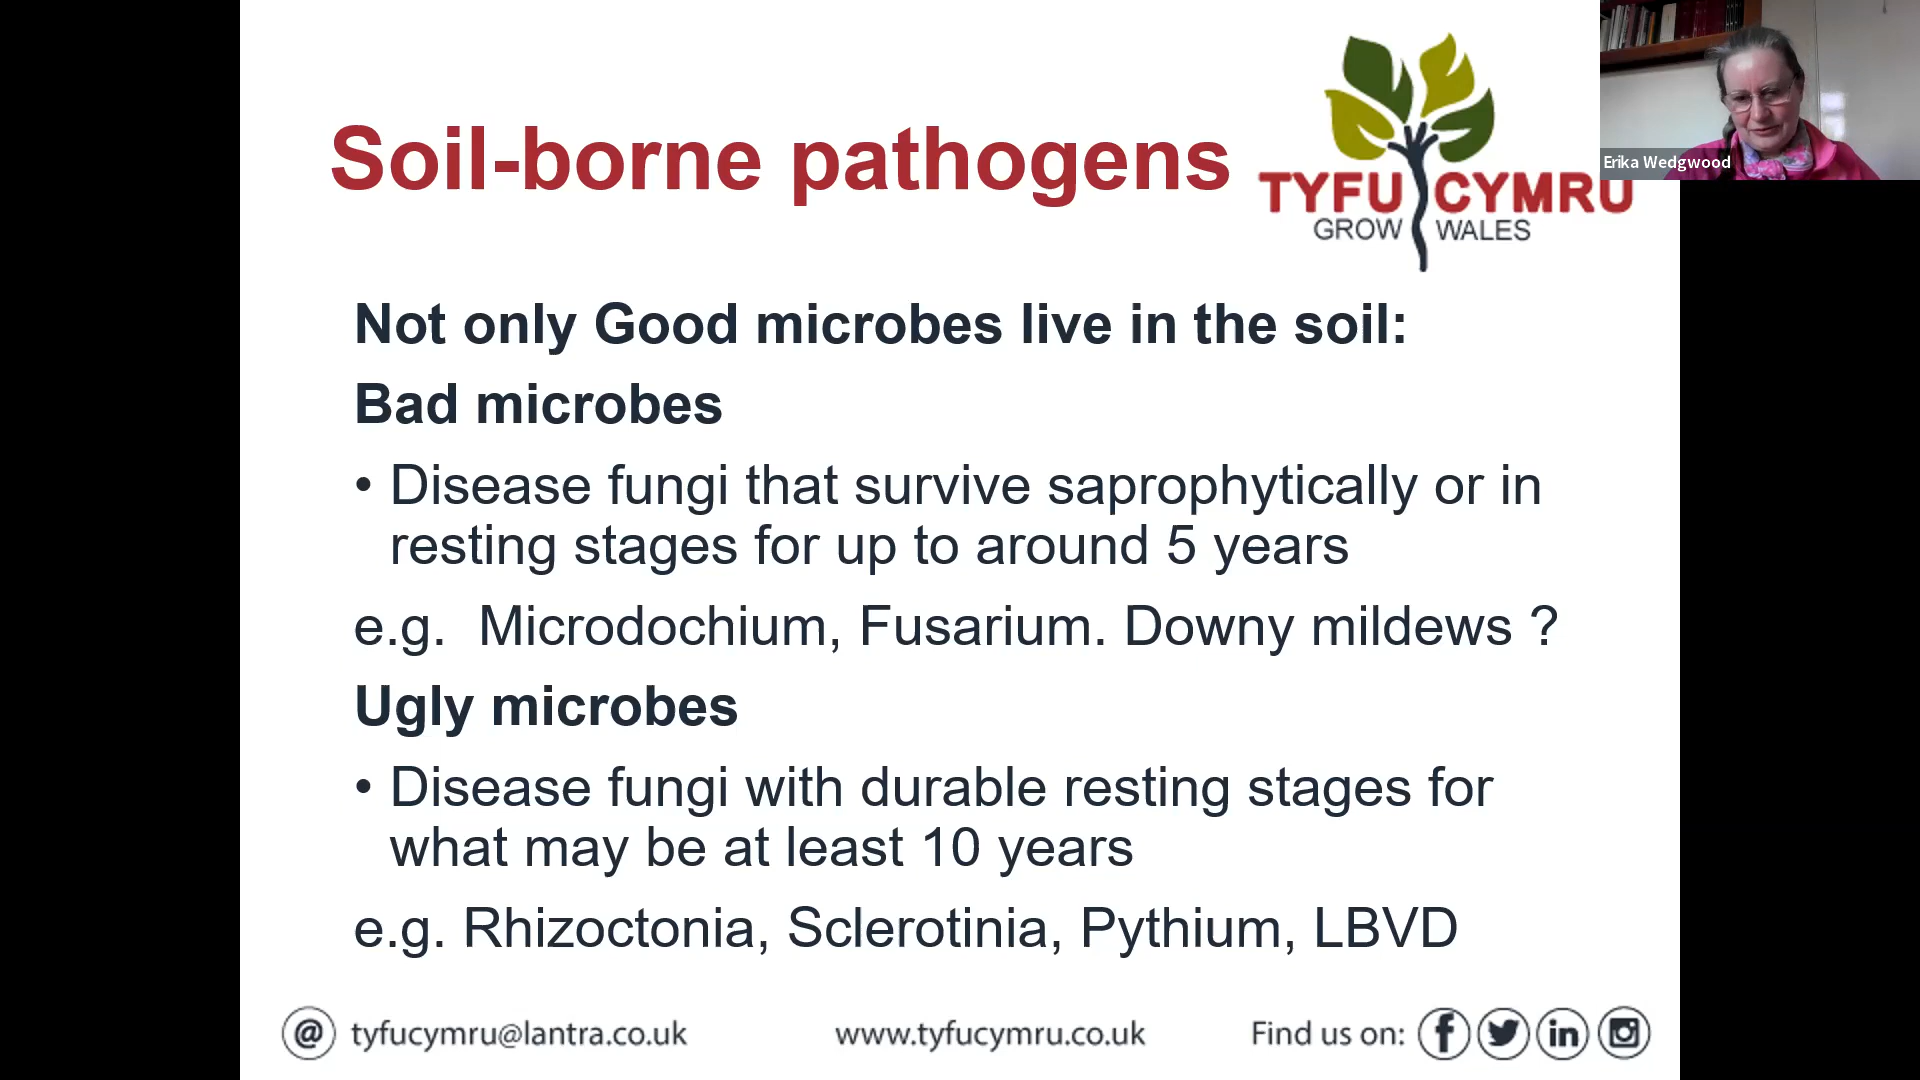 Soil-borne pathogens
TYFU CYMRU
GROW WALES
Erika Wedgwood
Not only Good microbes live in the soil:
Bad microbes
• Disease fungi that survive saprophytically or in
resting stages for up to around 5 years
e.g. Microdochium, Fusarium. Downy mildews ?
Ugly microbes
• Disease fungi with durable resting stages for
what may be at least 10 years
e.g. Rhizoctonia, Sclerotinia, Pythium, LBVD
@ tyfucymru@lantra.co.uk www.tyfucymru.co.uk Find us on: